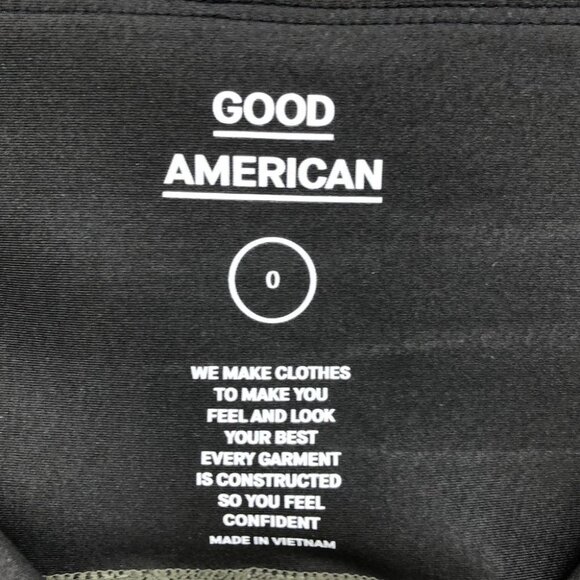 GOOD
AMERICAN
0
WE MAKE CLOTHES
TO MAKE YOU
FEEL AND LOOK
YOUR BEST
EVERY GARMENT
IS CONSTRUCTED
SO YOU FEEL
CONFIDENT
MADE IN VIETNAM